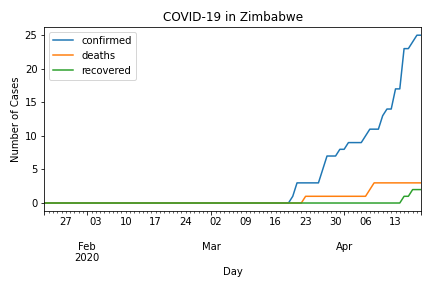 COVID-19 in Zimbabwe
confirmed
deaths
recovered
Number of Cases
25
20
15
10
5
0
27 03 10 17 24 02 09 16 23 30 06 13
Feb Mar Apr
2020
Day